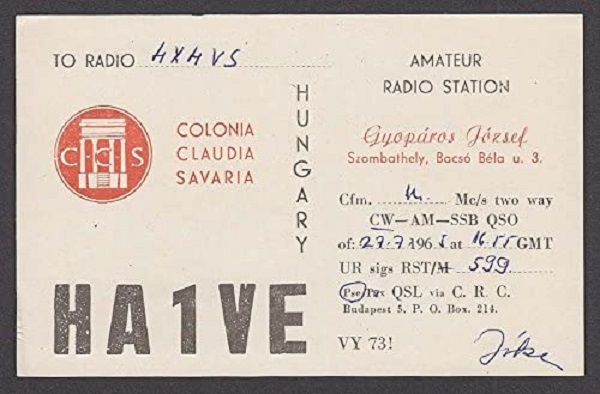 TO RADIO 4X4VS
C.C.S
COLONIA
CLAUDIA
SAVARIA
HUNGARY
HA1VE
AMATEUR
RADIO STATION
Gyopáros József
Szombathely, Bacsó Béla u. 3.
Cfm. 14 Mc/s two way
CW—AM—SSB QSO
of: 27.7 1965 at 16.55 GMT
UR sigs RST/M 599
Pse/Tnx QSL via C. R. C.
Budapest 5. P. O. Box. 214.
VY 73!